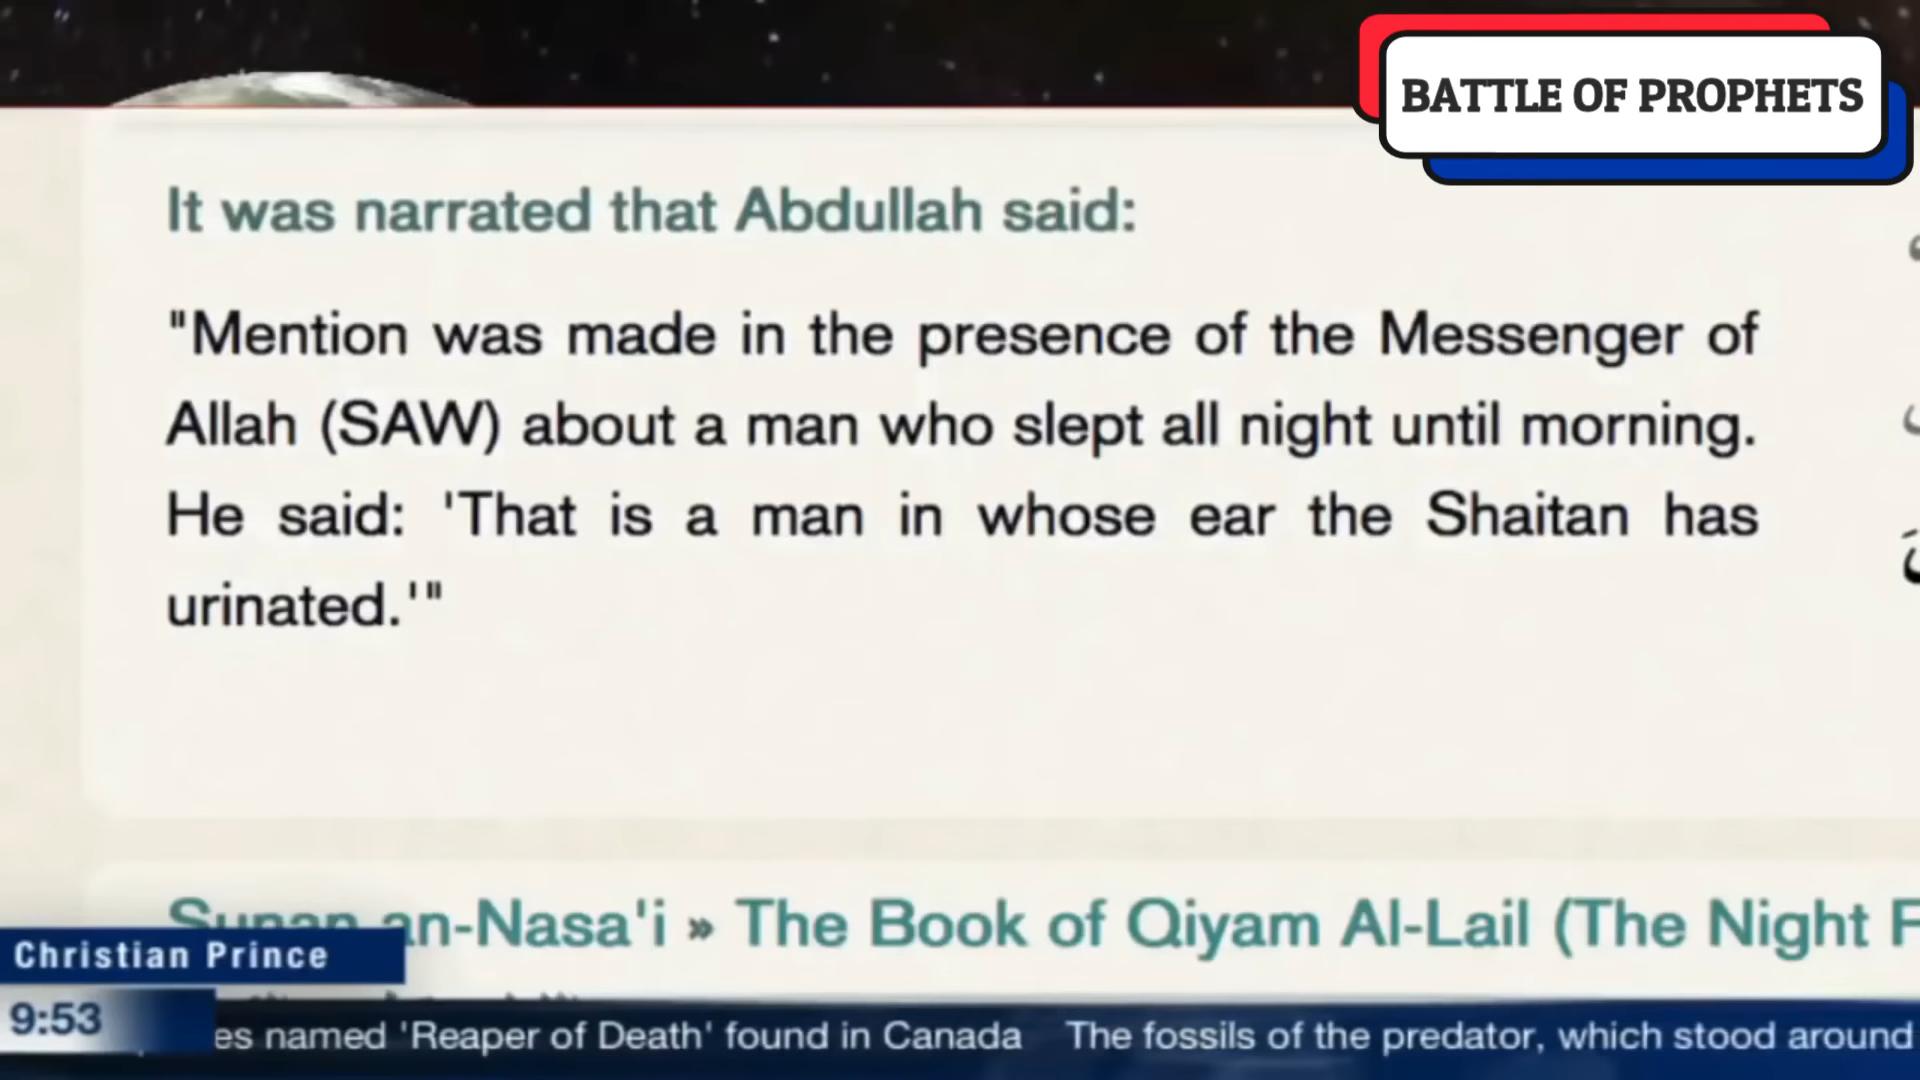 BATTLE OF PROPHETS
It was narrated that Abdullah said:
"Mention was made in the presence of the Messenger of
Allah (SAW) about a man who slept all night until morning.
He said: 'That is a man in whose ear the Shaitan has
urinated.'"
Sunan an-Nasa'i » The Book of Qiyam Al-Lail (The Night
Christian Prince
9:53
es named 'Reaper of Death' found in Canada The fossils of the predator, which stood around